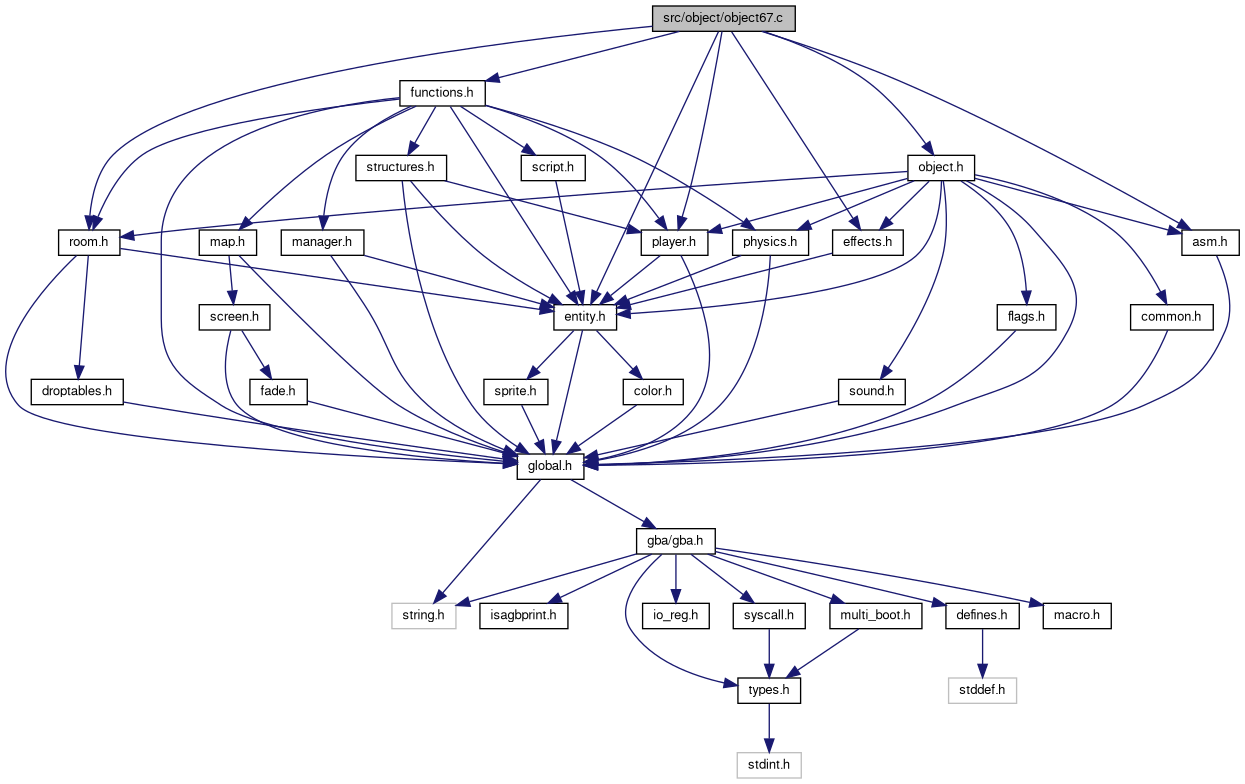 src/object/object67.c
functions.h
structures.h
script.h
object.h
room.h
map.h
manager.h
player.h
physics.h
effects.h
asm.h
screen.h
entity.h
flags.h
common.h
droptables.h
fade.h
sprite.h
color.h
sound.h
global.h
gba/gba.h
string.h
isagbprint.h
io_reg.h
syscall.h
multi_boot.h
defines.h
macro.h
types.h
stddef.h
stdint.h